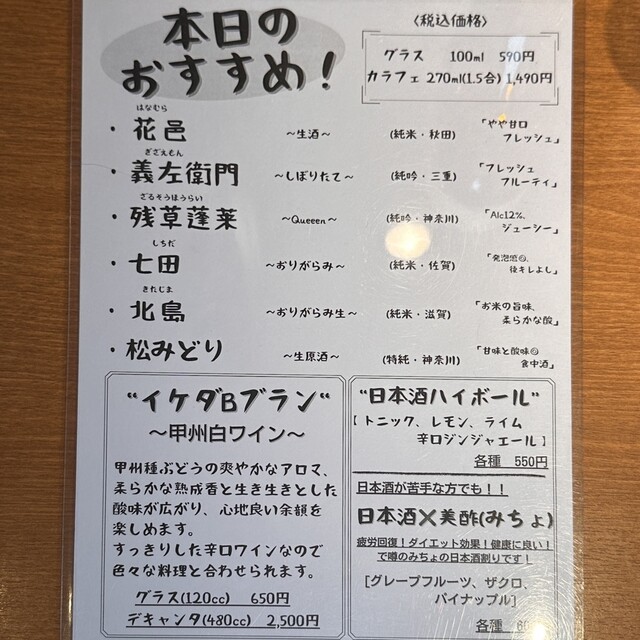 本日の
おすすめ！
〈税込価格〉
グラス 100ml 590円
カラフェ 270ml(1.5合) 1,490円
はなむら
・花邑 ～生酒～ (純米・秋田) 「やや甘口 フレッシュ」
ぎざえもん
・義左衛門 ～しぼりたて～ (純吟・三重) 「フレッシュ フルーティ」
ざるそうほうらい
・残草蓬莱 ～Queeen～ (純吟・神奈川) 「Alc12%、 ジューシー」
しちだ
・七田 ～おりがらみ～ (純米・佐賀) 「発泡感◎、 後キレよし」
きたじま
・北島 ～おりがらみ生～ (純米・滋賀) 「お米の旨味、 柔らかな酸」
・松みどり ～生原酒～ (特純・神奈川) 「甘味と酸味◎ 食中酒」
“イケダBブラン“
～甲州白ワイン～
甲州種ぶどうの爽やかなアロマ、
柔らかな熟成香と生き生きとした
酸味が広がり、心地良い余韻を
楽しめます。
すっきりした辛口ワインなので
色々な料理と合わせられます。
グラス(120cc) 650円
デキャンタ(480cc) 2,500円
"日本酒ハイボール"
[ トニック、レモン、ライム
辛口ジンジャエール ]
各種 550円
日本酒が苦手な方でも！！
日本酒×美酢(みちょ)
疲労回復！ダイエット効果！健康に良い！
で噂のみちょの日本酒割りです！
[グレープフルーツ、ザクロ、
パイナップル]
各種